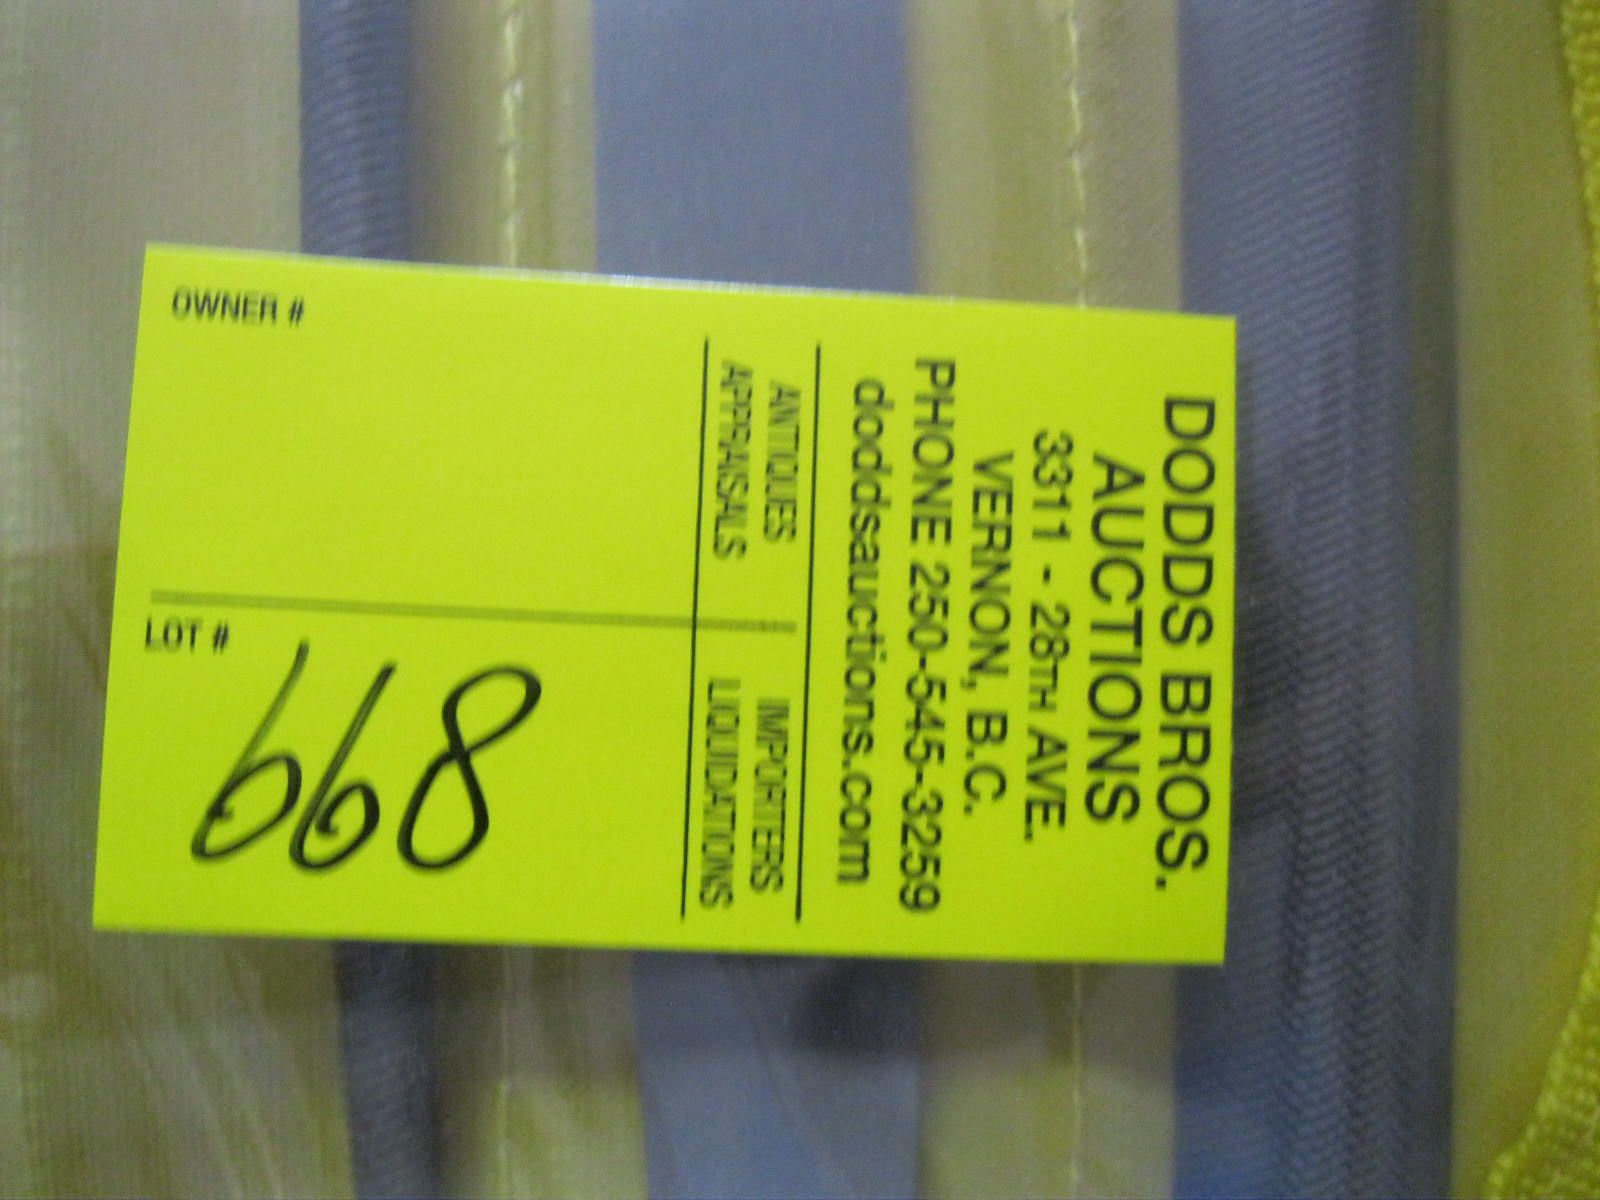 DODDS BROS.
AUCTIONS
3311 - 28TH AVE.
VERNON, B.C.
PHONE 250-545-3259
doddsauctions.com
ANTIQUES IMPORTERS
APPRAISALS LIQUIDATIONS
OWNER # LOT #
668